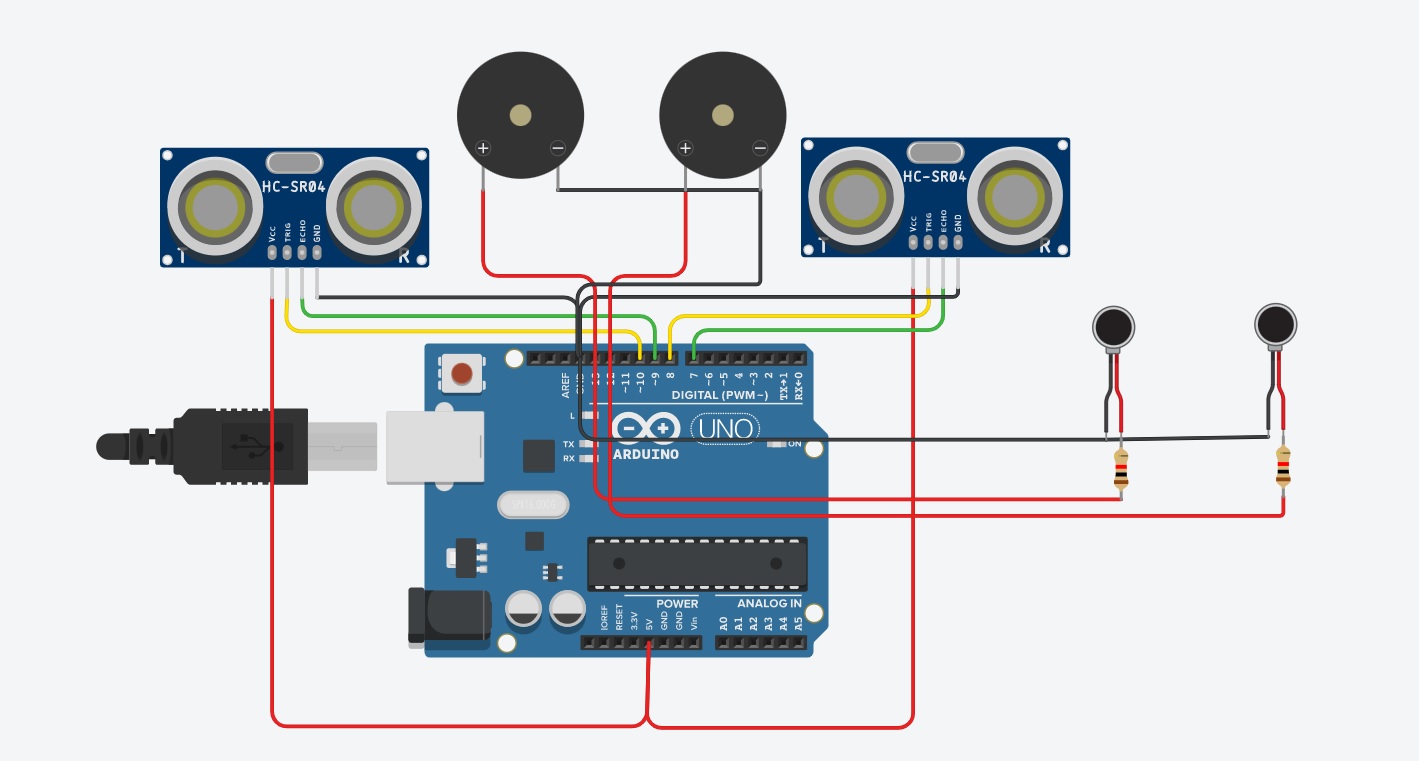 +
−
+
−
HC-SR04
VCC
TRIG
ECHO
GND
T
R
HC-SR04
VCC
TRIG
ECHO
GND
T
R
AREF
GND
13
12
~11
~10
~9
8
7
~6
~5
4
~3
2
TX→1
RX←0
DIGITAL (PWM~)
L
TX
RX
UNO
ON
ARDUINO
POWER
ANALOG IN
IOREF
RESET
3.3V
5V
GND
GND
Vin
A0
A1
A2
A3
A4
A5